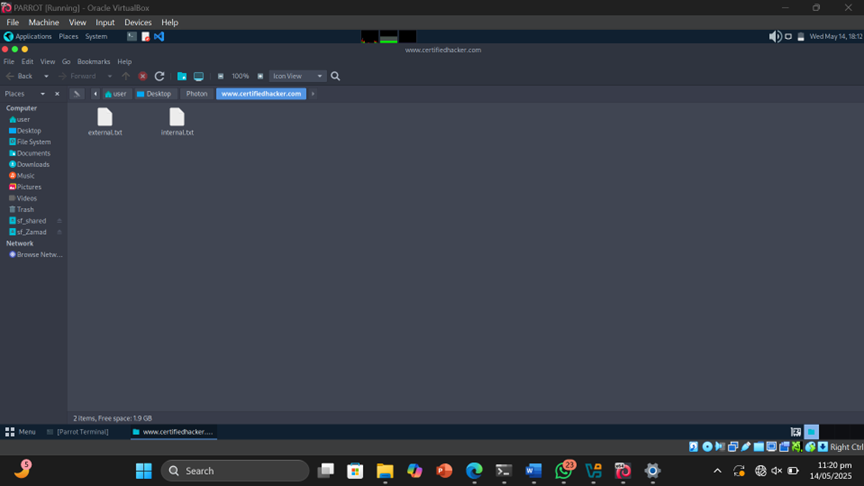 PARROT [Running] - Oracle VirtualBox
File Machine View Input Devices Help
Applications Places System
Wed May 14, 18:12
www.certifiedhacker.com
File Edit View Go Bookmarks Help
Back Forward 100% Icon View
Places user Desktop Photon www.certifiedhacker.com
Computer
user
Desktop
File System
Documents
Downloads
Music
Pictures
Videos
Trash
sf_shared
sf_Zamad
Network
Browse Netw...
external.txt internal.txt
2 items, Free space: 1.9 GB
Menu [Parrot Terminal] www.certifiedhacker....
Right Ctrl
5
Search
23
11:20 pm
14/05/2025